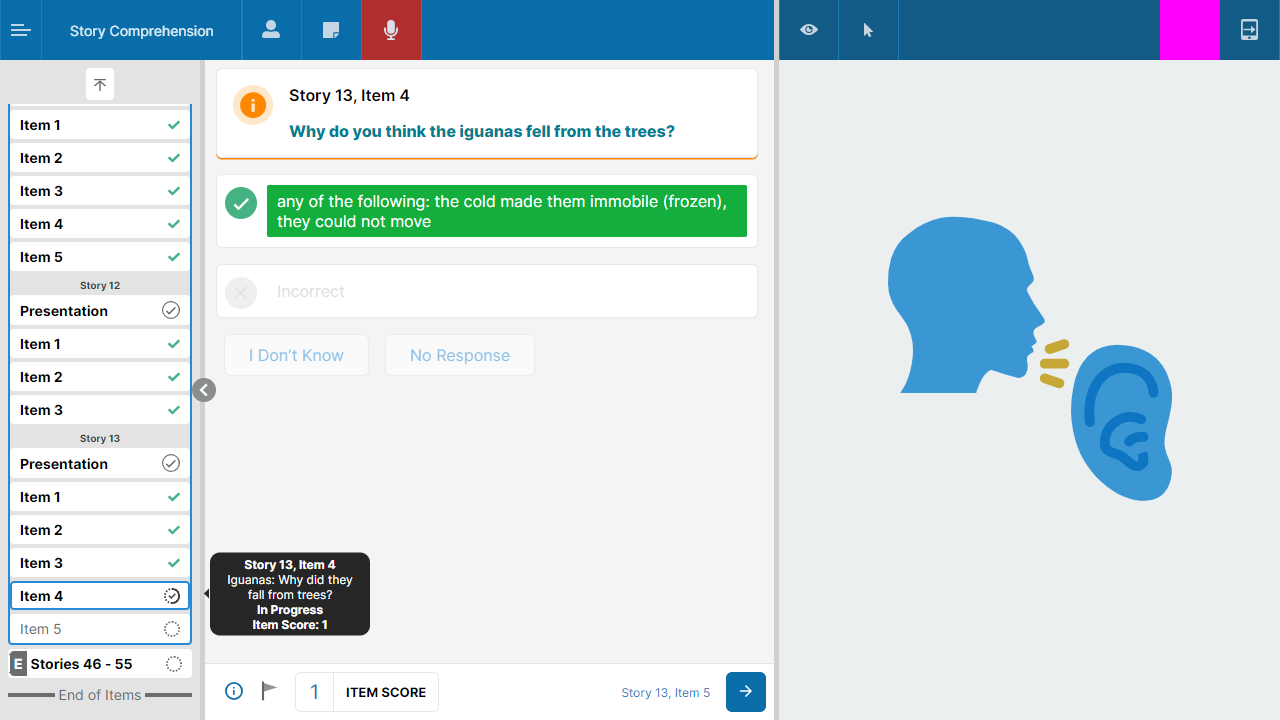 Story Comprehension
Item 1
Item 2
Item 3
Item 4
Item 5
Story 12
Presentation
Item 1
Item 2
Item 3
Story 13
Presentation
Item 1
Item 2
Item 3
Item 4
Item 5
E Stories 46 - 55
End of Items
Story 13, Item 4
Why do you think the iguanas fell from the trees?
any of the following: the cold made them immobile (frozen),
they could not move
Incorrect
I Don’t Know
No Response
Story 13, Item 4
Iguanas: Why did they
fall from trees?
In Progress
Item Score: 1
1 ITEM SCORE
Story 13, Item 5